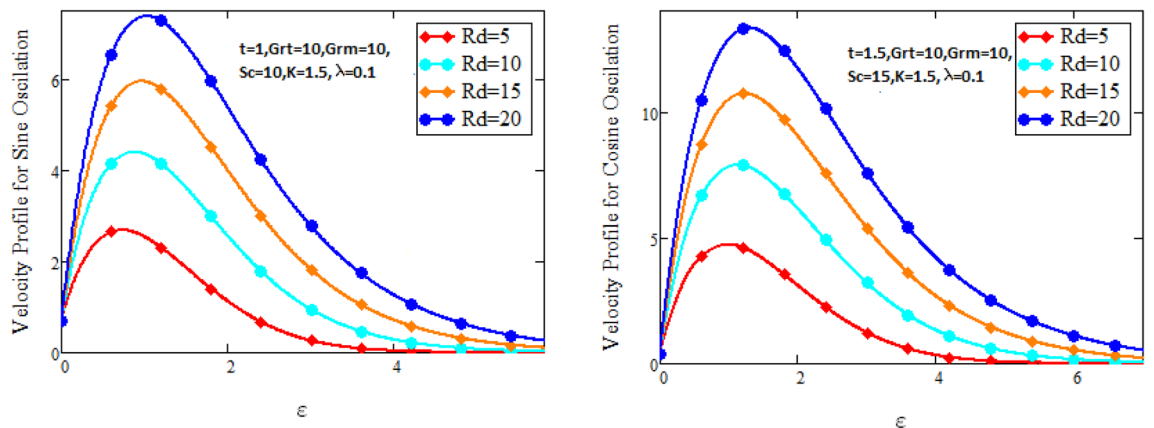 Velocity Profile for Sine Oscilation
6
4
2
0
0
2
4
ε
t=1,Grt=10,Grm=10,
Sc=10,K=1.5, λ=0.1
Rd=5
Rd=10
Rd=15
Rd=20
Velocity Profile for Cosine Oscilation
10
5
0
0
2
4
6
ε
t=1.5,Grt=10,Grm=10,
Sc=15,K=1.5, λ=0.1
Rd=5
Rd=10
Rd=15
Rd=20